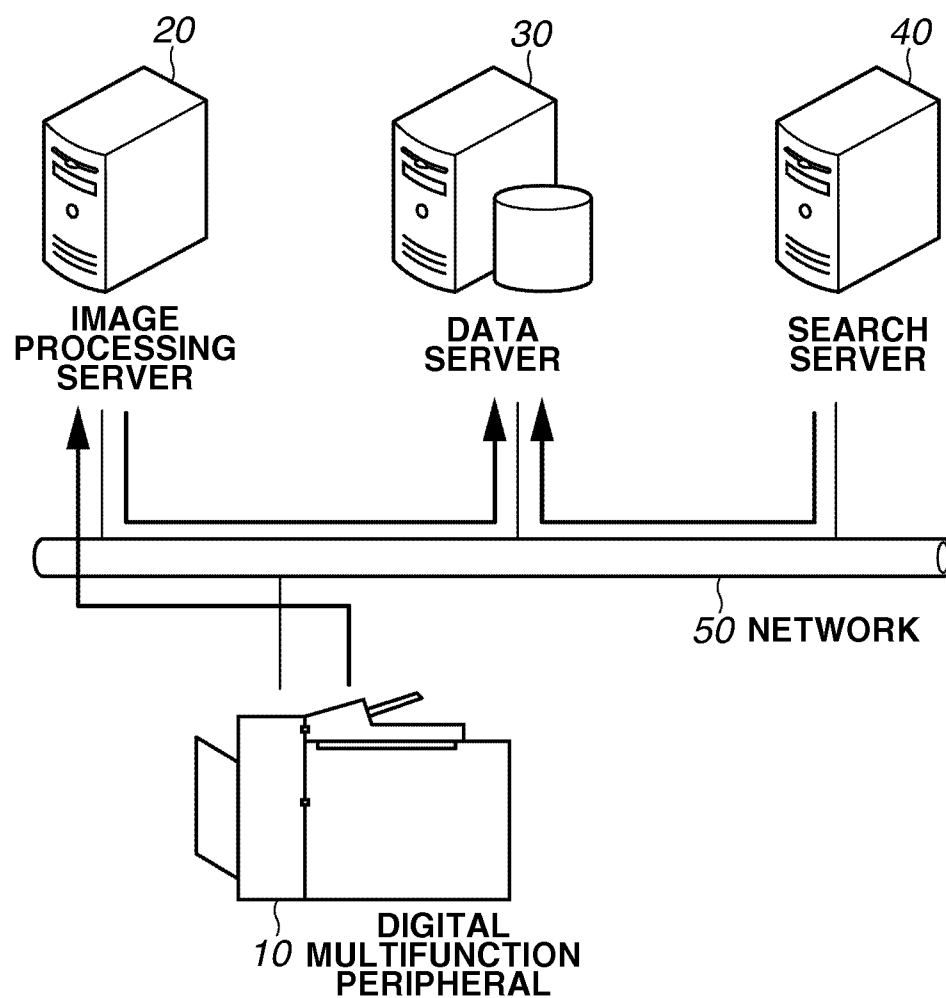 20
30
40
IMAGE
PROCESSING
SERVER
DATA
SERVER
SEARCH
SERVER
50 NETWORK
10 DIGITAL
MULTIFUNCTION
PERIPHERAL